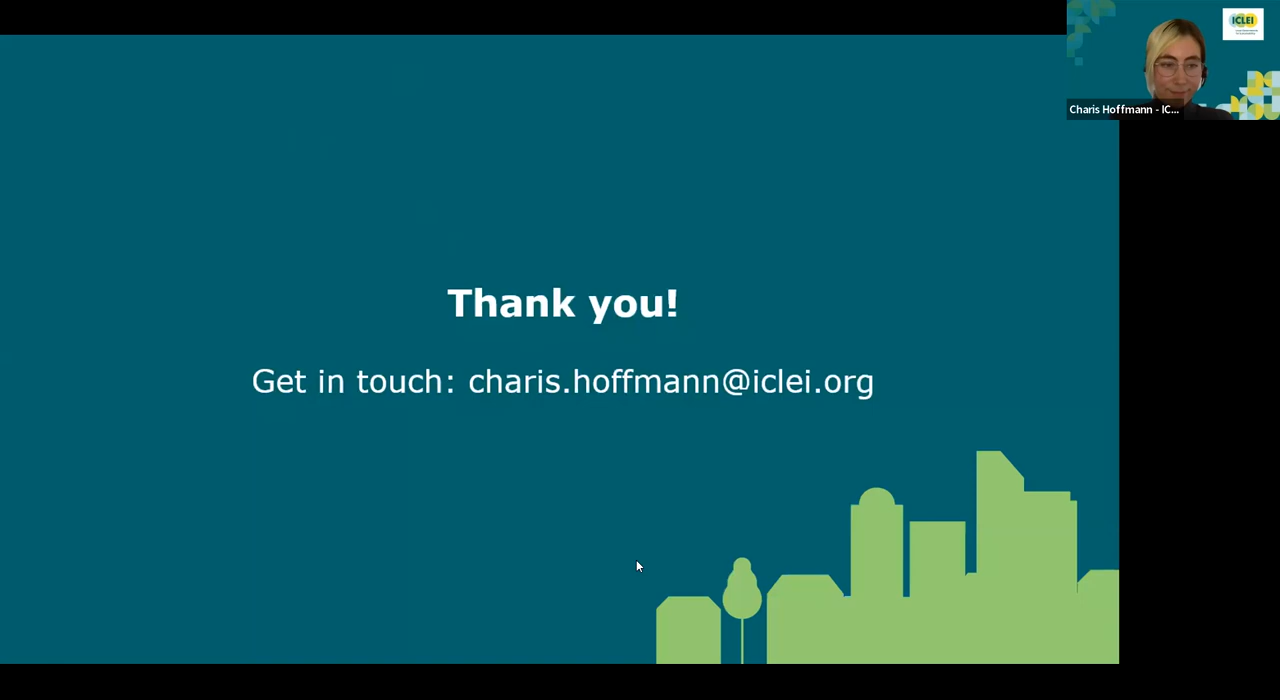 ICLEI
Charis Hoffmann - IC...
Thank you!
Get in touch: charis.hoffmann@iclei.org